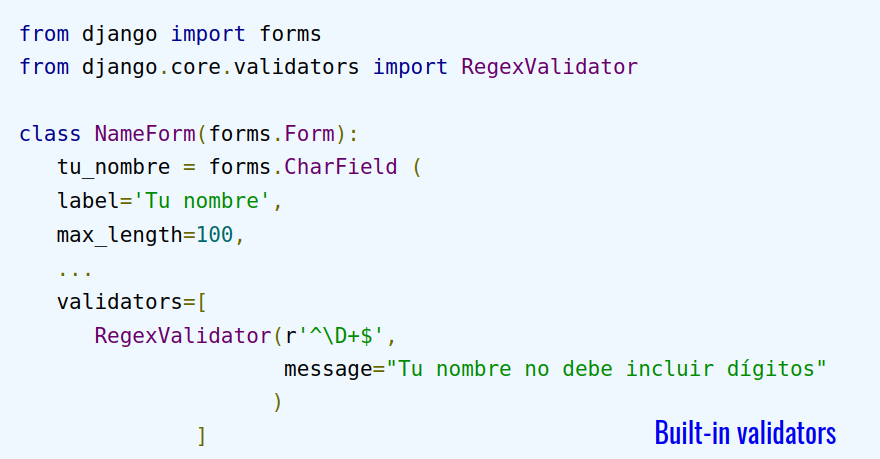 from django import forms
from django.core.validators import RegexValidator
class NameForm(forms.Form):
tu_nombre = forms.CharField (
label='Tu nombre',
max_length=100,
...
validators=[
RegexValidator(r'^\D+$',
message="Tu nombre no debe incluir dígitos"
)
]
Built-in validators